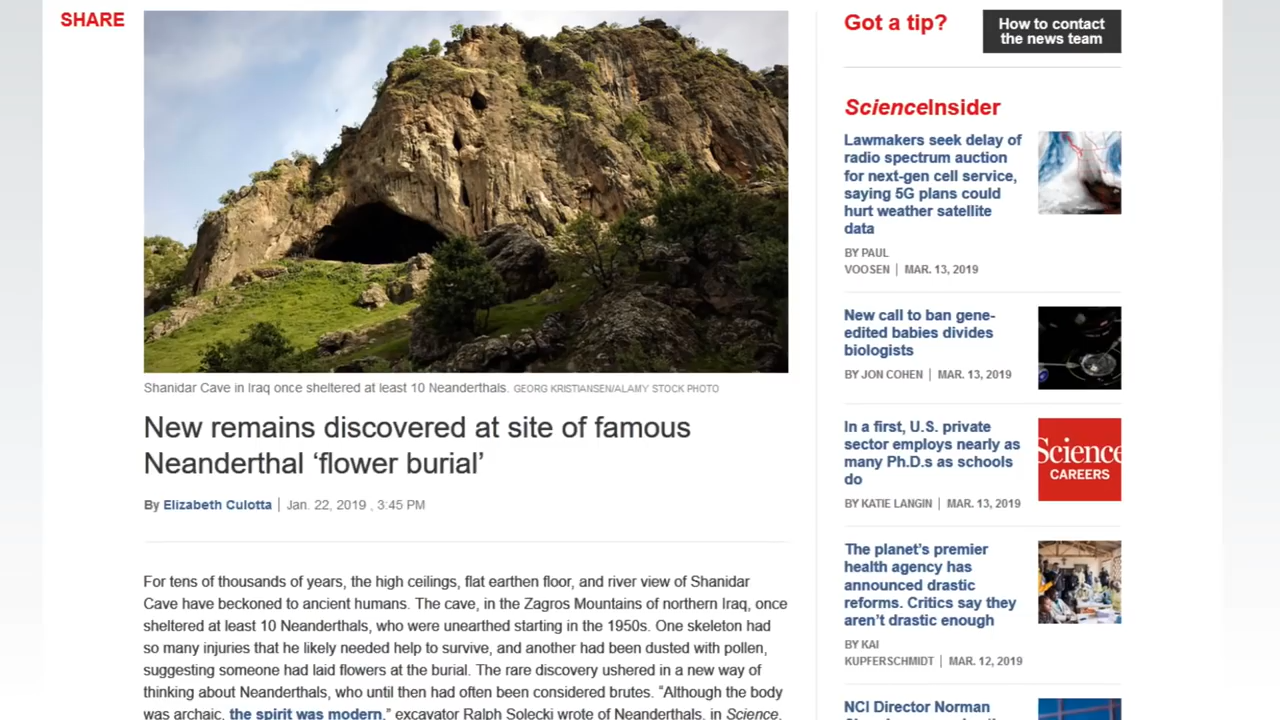 SHARE
Shanidar Cave in Iraq once sheltered at least 10 Neanderthals. GEORG KRISTIANSEN/ALAMY STOCK PHOTO
New remains discovered at site of famous
Neanderthal ‘flower burial’
By Elizabeth Culotta | Jan. 22, 2019 , 3:45 PM
For tens of thousands of years, the high ceilings, flat earthen floor, and river view of Shanidar
Cave have beckoned to ancient humans. The cave, in the Zagros Mountains of northern Iraq, once
sheltered at least 10 Neanderthals, who were unearthed starting in the 1950s. One skeleton had
so many injuries that he likely needed help to survive, and another had been dusted with pollen,
suggesting someone had laid flowers at the burial. The rare discovery ushered in a new way of
thinking about Neanderthals, who until then had often been considered brutes. “Although the body
was archaic, the spirit was modern,” excavator Ralph Solecki wrote of Neanderthals, in Science,
Got a tip?
How to contact
the news team
ScienceInsider
Lawmakers seek delay of
radio spectrum auction
for next-gen cell service,
saying 5G plans could
hurt weather satellite
data
BY PAUL
VOOSEN | MAR. 13, 2019
New call to ban gene-
edited babies divides
biologists
BY JON COHEN | MAR. 13, 2019
In a first, U.S. private
sector employs nearly as
many Ph.D.s as schools
do
BY KATIE LANGIN | MAR. 13, 2019
Science
CAREERS
The planet’s premier
health agency has
announced drastic
reforms. Critics say they
aren’t drastic enough
BY KAI
KUPFERSCHMIDT | MAR. 12, 2019
NCI Director Norman